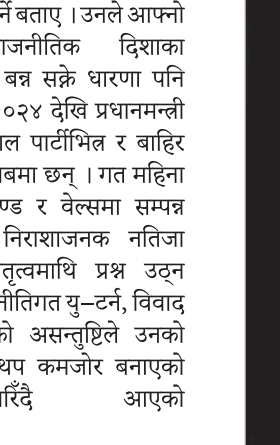 र्ने बताए । उनले आफ्नो
ाजनीतिक दिशाका
बन्न सक्ने धारणा पनि
०२४ देखि प्रधानमन्त्री
ाल पार्टीभित्र र बाहिर
बमा छन् । गत महिना
ण्ड र वेल्समा सम्पन्न
निराशाजनक नतिजा
तृत्वमाथि प्रश्न उठ्न
नीतिगत यु–टर्न, विवाद
को असन्तुष्टिले उनको
थप कमजोर बनाएको
रिँदै आएको